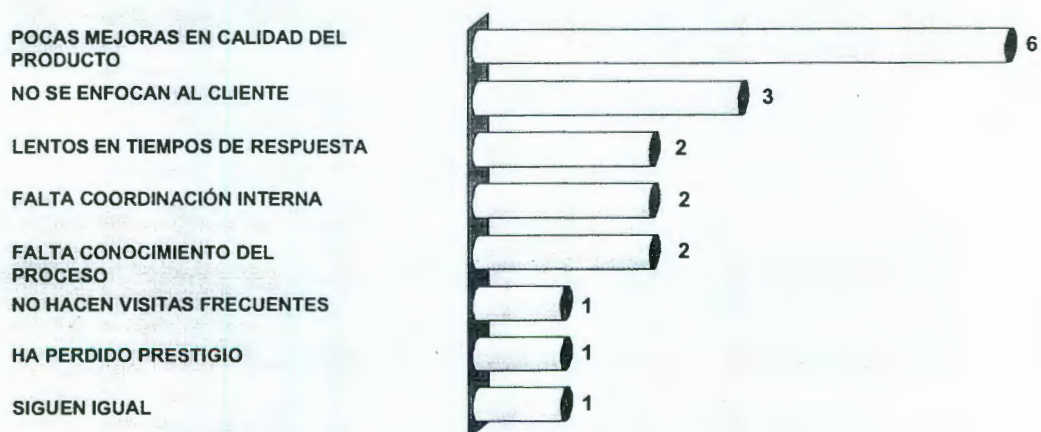 POCAS MEJORAS EN CALIDAD DEL
PRODUCTO
6
NO SE ENFOCAN AL CLIENTE
3
LENTOS EN TIEMPOS DE RESPUESTA
2
FALTA COORDINACIÓN INTERNA
2
FALTA CONOCIMIENTO DEL
PROCESO
2
NO HACEN VISITAS FRECUENTES
1
HA PERDIDO PRESTIGIO
1
SIGUEN IGUAL
1